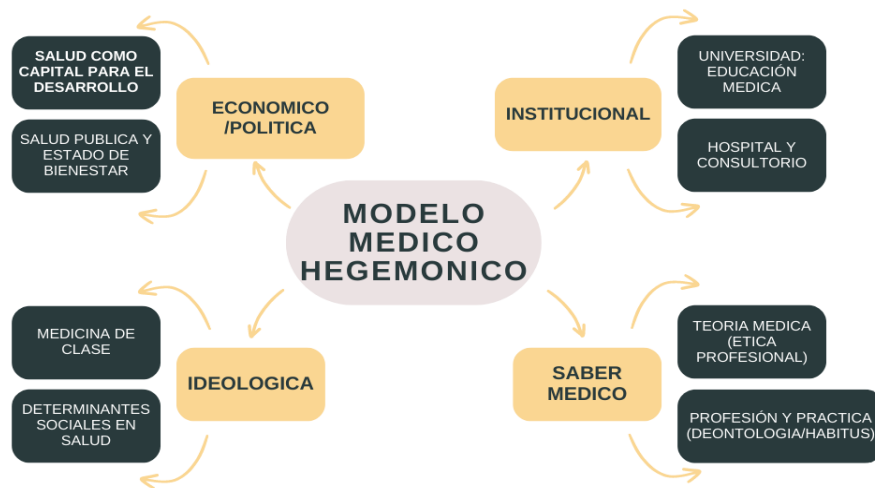 SALUD COMO
CAPITAL PARA EL
DESARROLLO
SALUD PUBLICA Y
ESTADO DE
BIENESTAR
ECONOMICO
/POLITICA
INSTITUCIONAL
UNIVERSIDAD:
EDUCACIÓN
MEDICA
HOSPITAL Y
CONSULTORIO
MODELO
MEDICO
HEGEMONICO
MEDICINA DE
CLASE
DETERMINANTES
SOCIALES EN
SALUD
IDEOLOGICA
SABER
MEDICO
TEORIA MEDICA
(ETICA
PROFESIONAL)
PROFESIÓN Y PRACTICA
(DEONTOLOGIA/HABITUS)